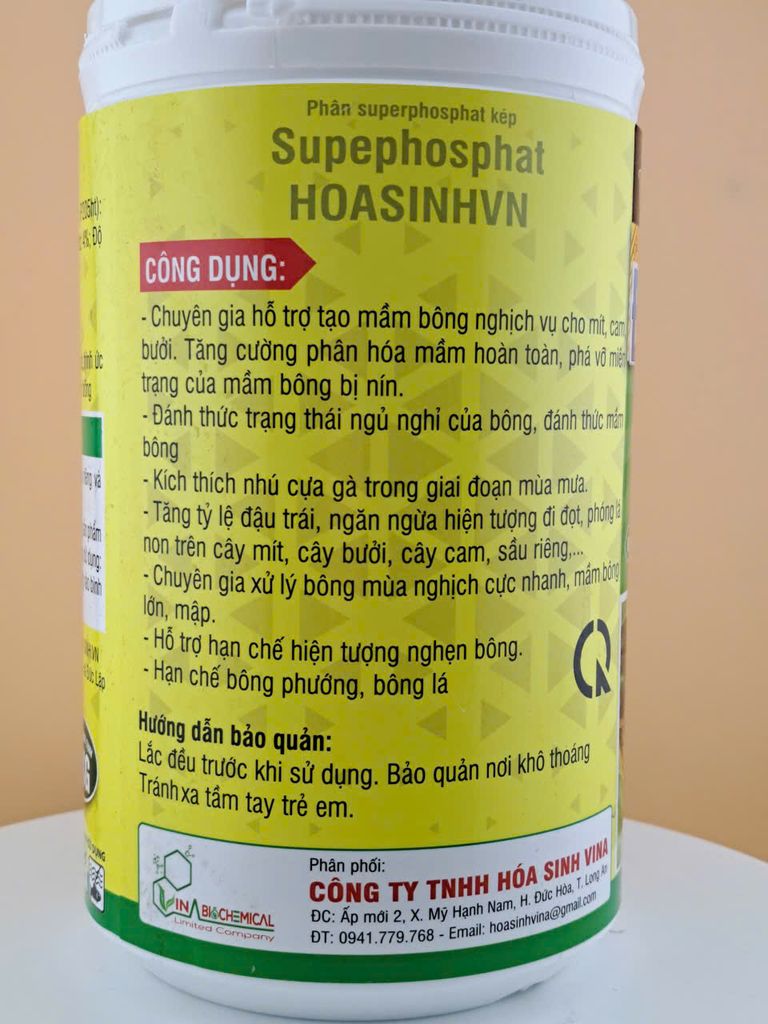 Phân superphosphat kép
Supephosphat
HOASINHVN
CÔNG DỤNG:
- Chuyên gia hỗ trợ tạo mầm bông nghịch vụ cho mít, cam,
bưởi. Tăng cường phân hóa mầm hoàn toàn, phá vỡ miên
trạng của mầm bông bị nín.
- Đánh thức trạng thái ngủ nghỉ của bông, đánh thức mầm
bông
- Kích thích nhú cựa gà trong giai đoạn mùa mưa.
- Tăng tỷ lệ đậu trái, ngăn ngừa hiện tượng đi đọt, phóng lá
non trên cây mít, cây bưởi, cây cam, sầu riêng,...
- Chuyên gia xử lý bông mùa nghịch cực nhanh, mầm bông
lớn, mập.
- Hỗ trợ hạn chế hiện tượng nghẹn bông.
- Hạn chế bông phướng, bông lá
Hướng dẫn bảo quản:
Lắc đều trước khi sử dụng. Bảo quản nơi khô thoáng
Tránh xa tầm tay trẻ em.
VINA BIOCHEMICAL
Limited Company
Phân phối:
CÔNG TY TNHH HÓA SINH VINA
ĐC: Ấp mới 2, X. Mỹ Hạnh Nam, H. Đức Hòa, T. Long An
ĐT: 0941.779.768 - Email: hoasinhvina@gmail.com
4%; Độ